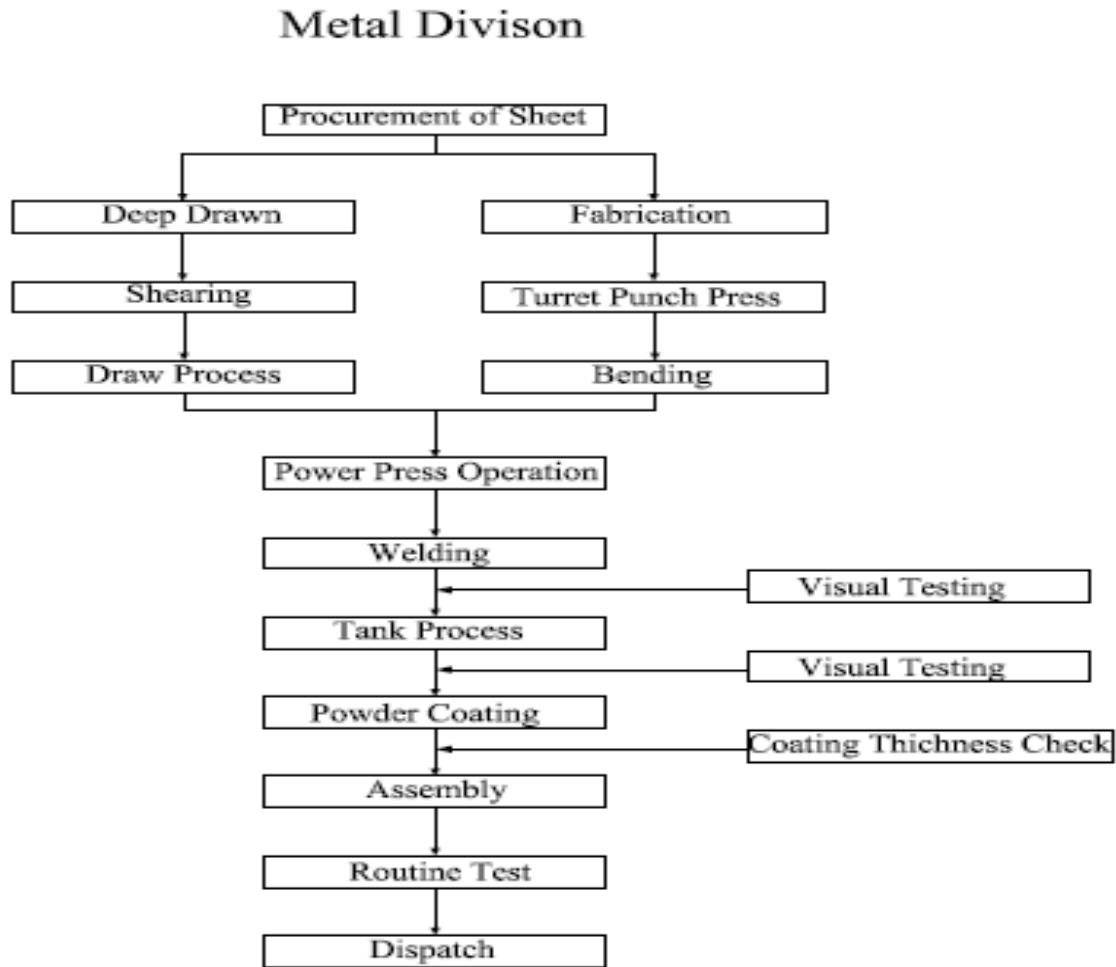 Metal Divison
Procurement of Sheet
Deep Drawn
Fabrication
Shearing
Turret Punch Press
Draw Process
Bending
Power Press Operation
Welding
Visual Testing
Tank Process
Visual Testing
Powder Coating
Coating Thichness Check
Assembly
Routine Test
Dispatch